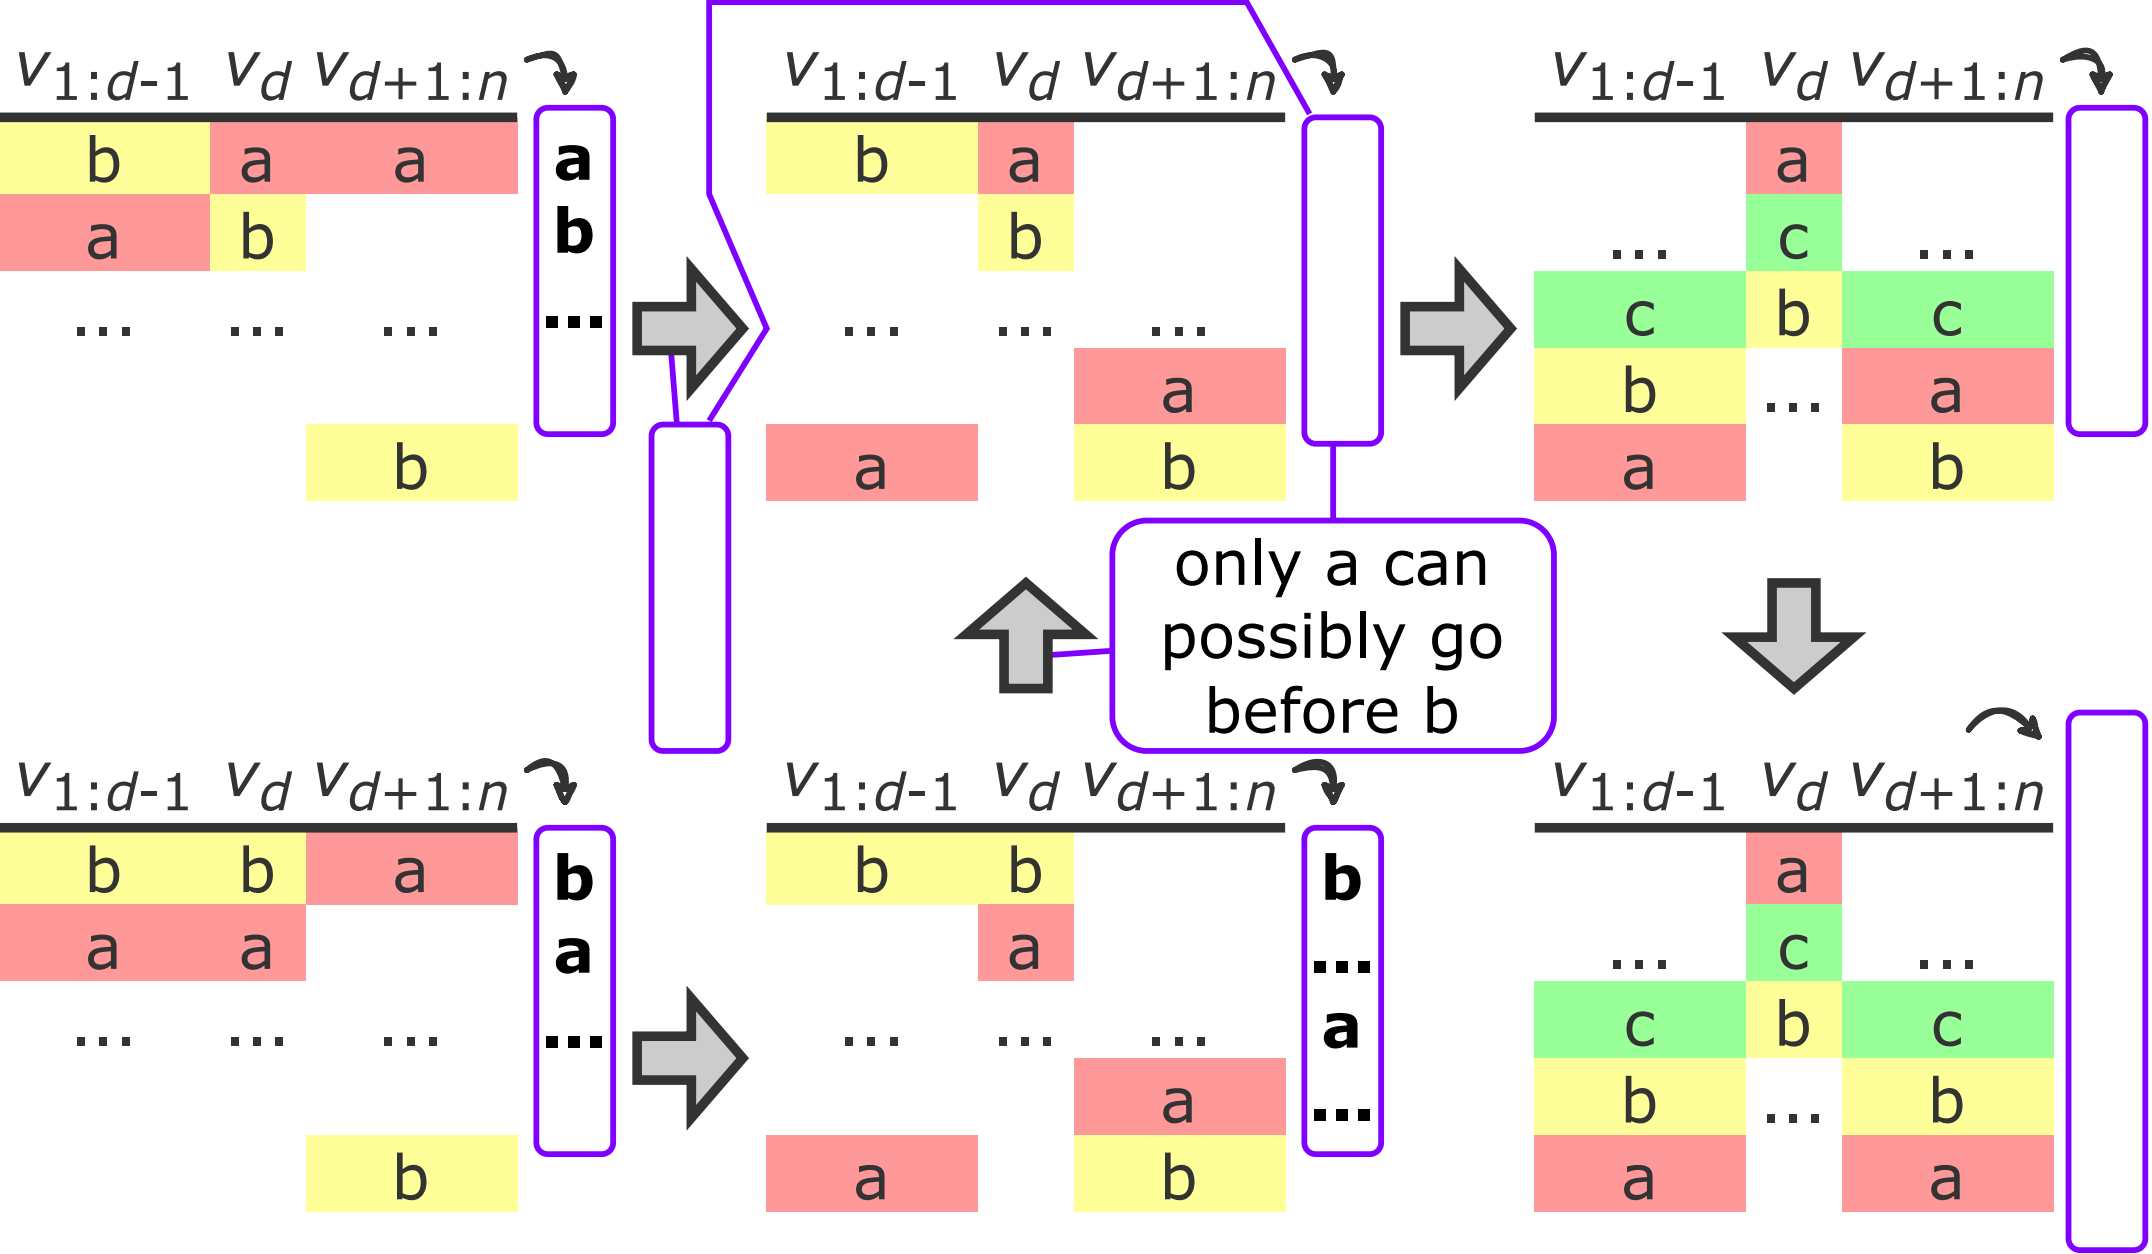 v1:d-1 vd vd+1:n
b a a a
a b b
... ... ... ...
b
v1:d-1 vd vd+1:n
b a
b
... ... ...
a
a b
v1:d-1 vd vd+1:n
a
... c ...
c b c
b ... a
a b
only a can
possibly go
before b
v1:d-1 vd vd+1:n
b b a b
a a a
... ... ... ...
b
v1:d-1 vd vd+1:n
b b b
a ...
... ... ... a
a ...
a b
v1:d-1 vd vd+1:n
a
... c ...
c b c
b ... b
a a